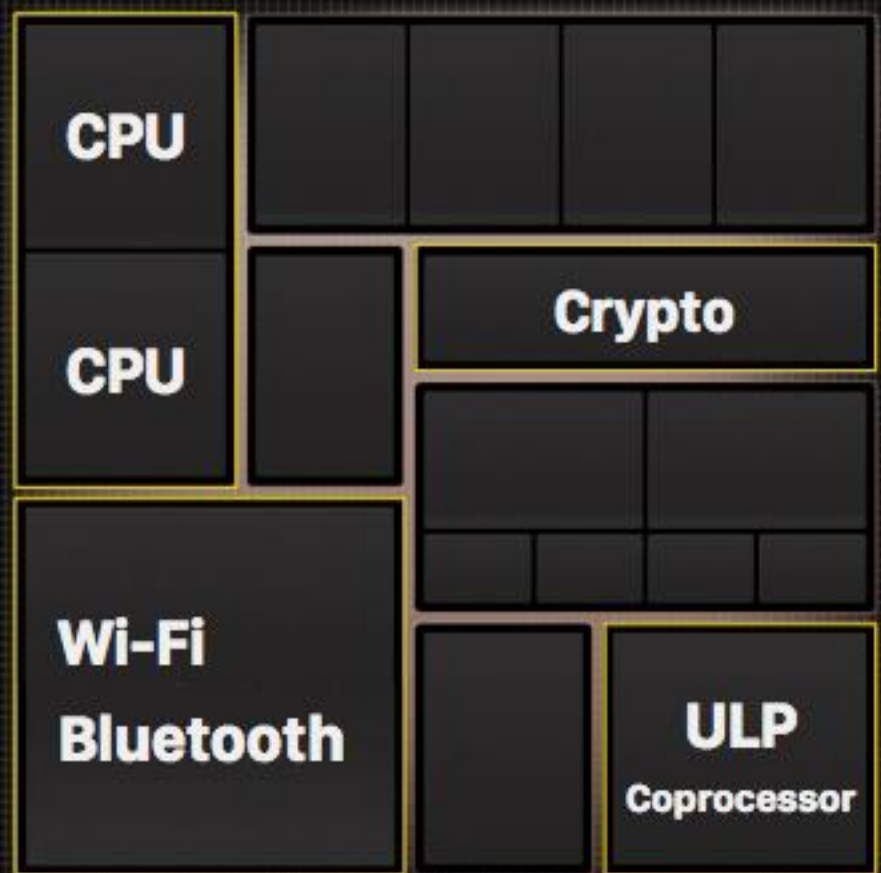 CPU
CPU
Crypto
Wi-Fi
Bluetooth
ULP
Coprocessor